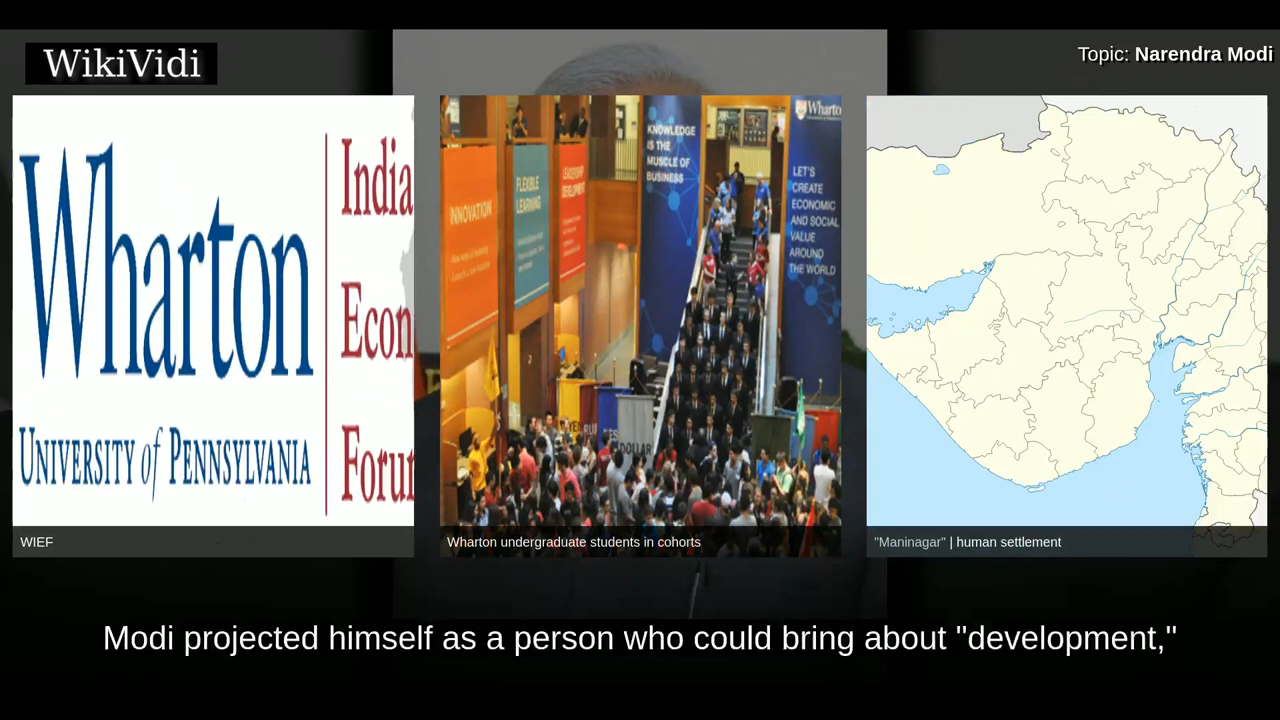 WikiVidi
Topic: Narendra Modi
Wharton
UNIVERSITY of PENNSYLVANIA
India
Econ
Forum
INNOVATION
FLEXIBLE
LEARNING
LEADERSHIP
DEVELOPMENT
KNOWLEDGE
IS THE
MUSCLE OF
BUSINESS
Wharton
LET'S
CREATE
ECONOMIC
AND SOCIAL
VALUE
AROUND
THE WORLD
DOLLAR
WIEF
Wharton undergraduate students in cohorts
"Maninagar" | human settlement
Modi projected himself as a person who could bring about "development,"